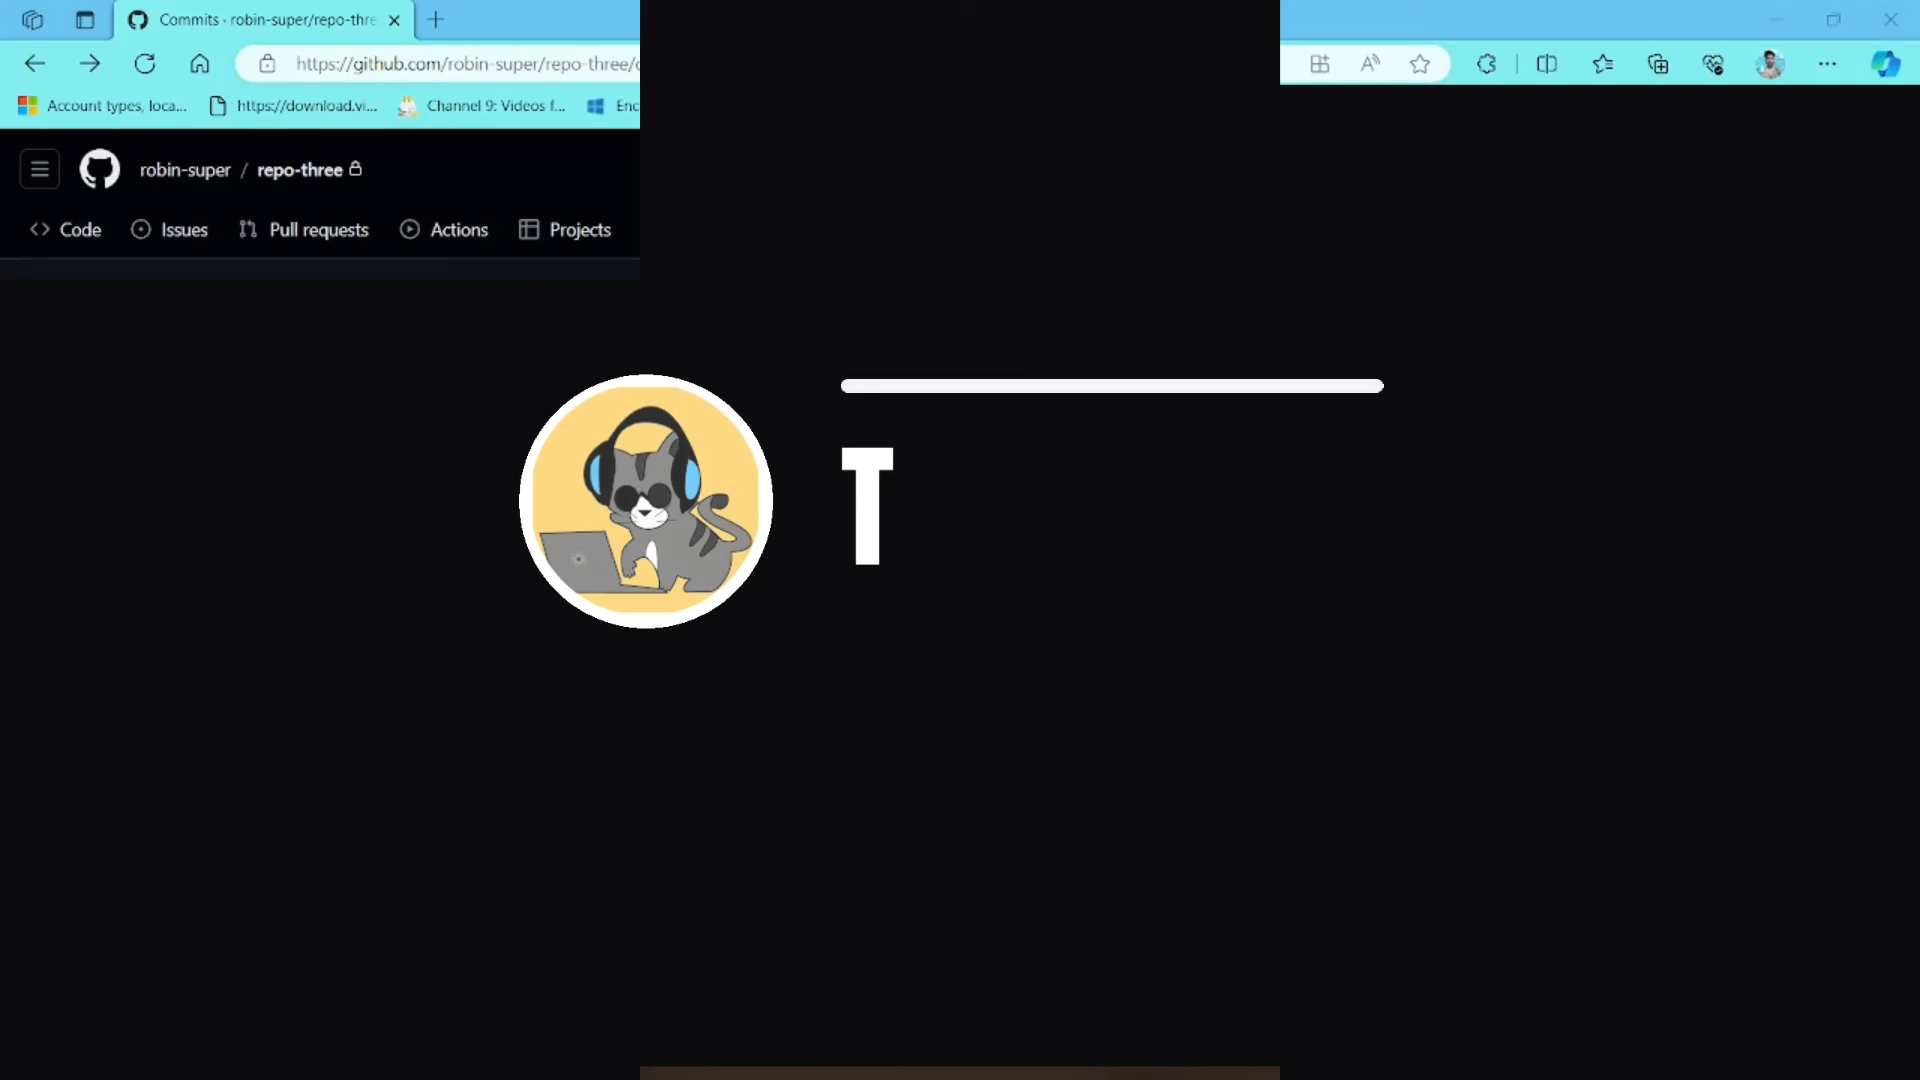 Commits · robin-super/repo-thre
https://github.com/robin-super/repo-three/c
Account types, loca... https://download.vi... Channel 9: Videos f... Enc
robin-super / repo-three
Code Issues Pull requests Actions Projects
T